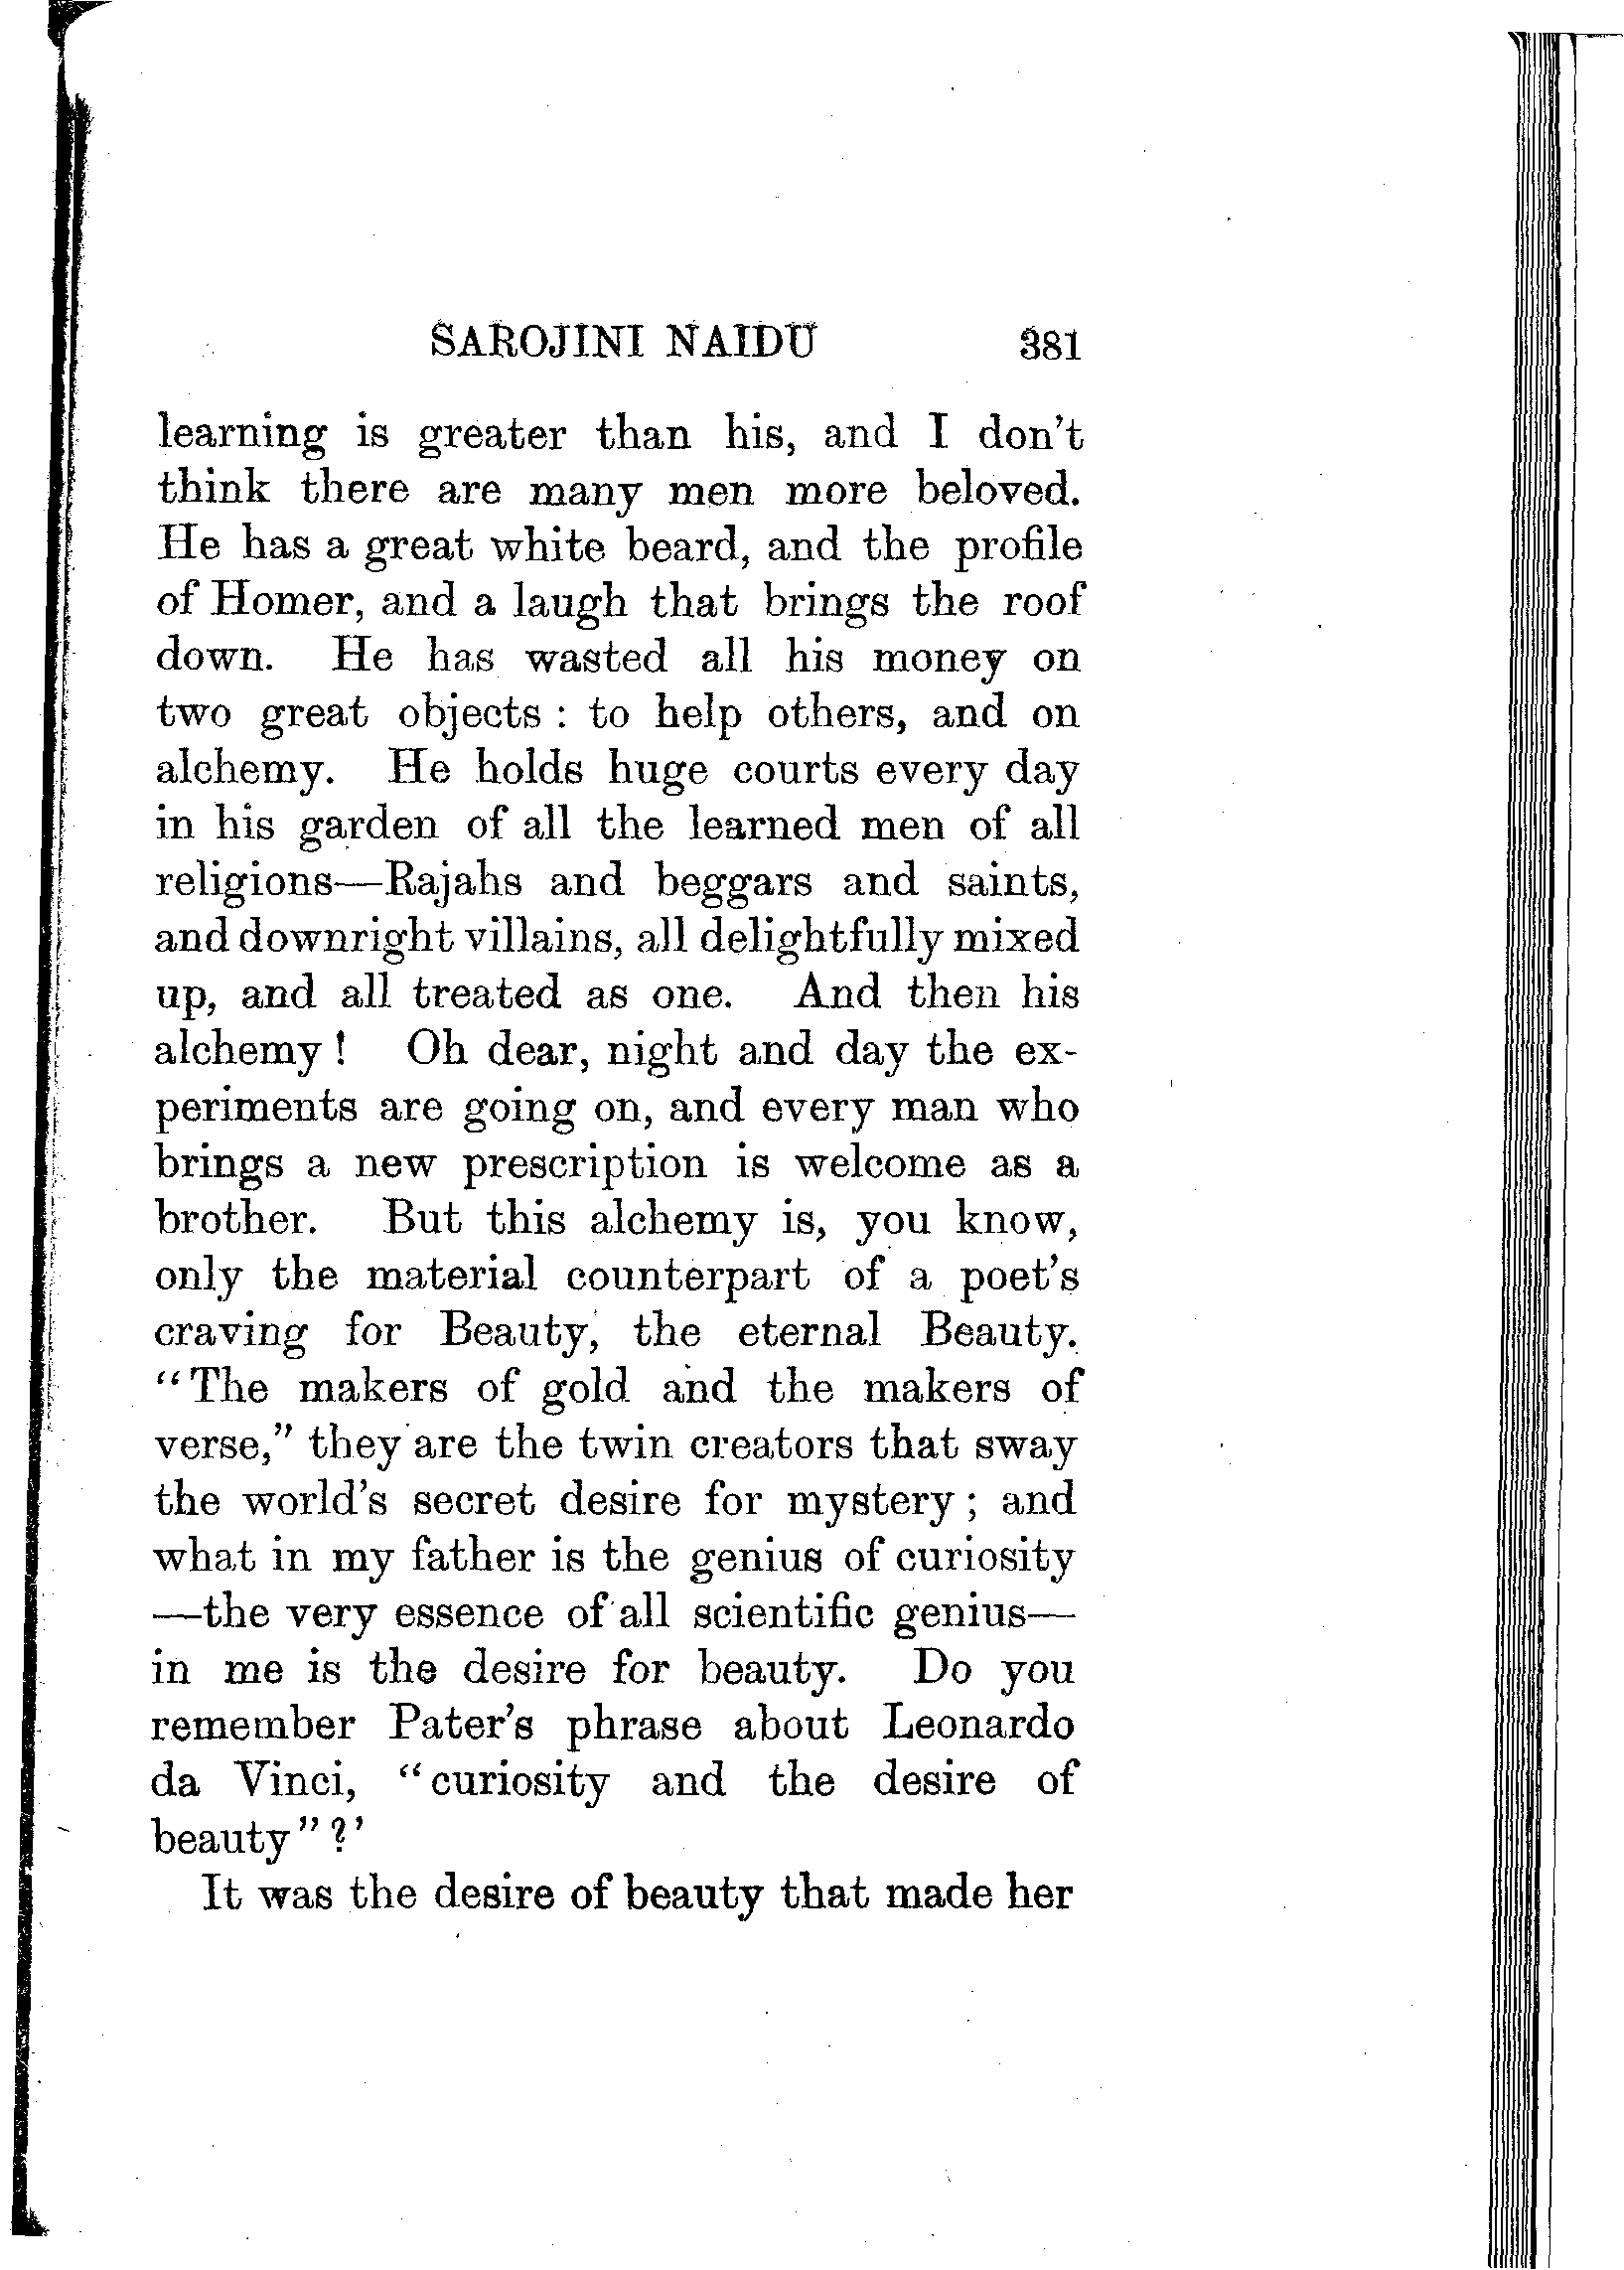 SAROJINI NAIDU 381
learning is greater than his, and I don't
think there are many men more beloved.
He has a great white beard, and the profile
of Homer, and a laugh that brings the roof
down. He has wasted all his money on
two great objects : to help others, and on
alchemy. He holds huge courts every day
in his garden of all the learned men of all
religions—Rajahs and beggars and saints,
and downright villains, all delightfully mixed
up, and all treated as one. And then his
alchemy ! Oh dear, night and day the ex-
periments are going on, and every man who
brings a new prescription is welcome as a
brother. But this alchemy is, you know,
only the material counterpart of a poet's
craving for Beauty, the eternal Beauty.
“The makers of gold and the makers of
verse,” they are the twin creators that sway
the world's secret desire for mystery ; and
what in my father is the genius of curiosity
—the very essence of all scientific genius—
in me is the desire for beauty. Do you
remember Pater's phrase about Leonardo
da Vinci, “curiosity and the desire of
beauty” ?’
It was the desire of beauty that made her